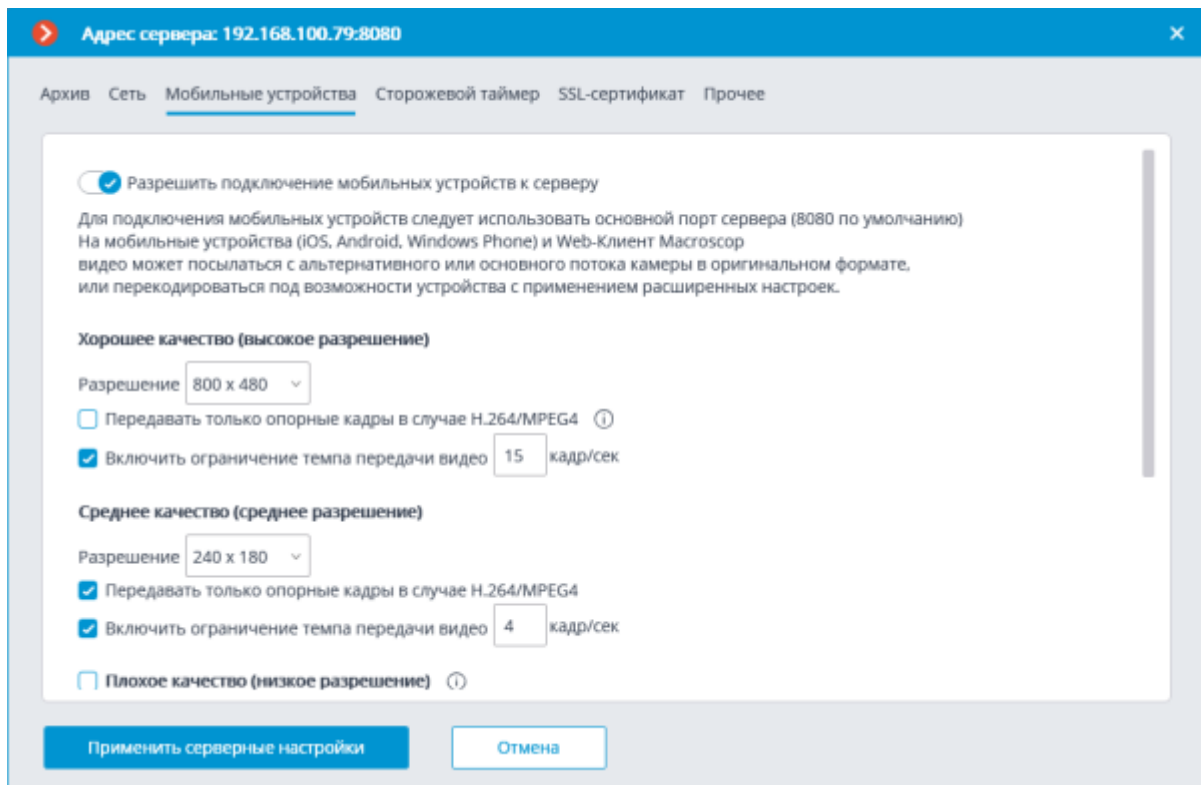 Адрес сервера: 192.168.100.79:8080
Архив Сеть Мобильные устройства Сторожевой таймер SSL-сертификат Прочее
Разрешить подключение мобильных устройств к серверу
Для подключения мобильных устройств следует использовать основной порт сервера (8080 по умолчанию)
На мобильные устройства (iOS, Android, Windows Phone) и Web-Клиент Macroscop
видео может посылаться с альтернативного или основного потока камеры в оригинальном формате,
или перекодироваться под возможности устройства с применением расширенных настроек.
Хорошее качество (высокое разрешение)
Разрешение 800 x 480
Передавать только опорные кадры в случае H.264/MPEG4
Включить ограничение темпа передачи видео 15 кадр/сек
Среднее качество (среднее разрешение)
Разрешение 240 x 180
Передавать только опорные кадры в случае H.264/MPEG4
Включить ограничение темпа передачи видео 4 кадр/сек
Плохое качество (низкое разрешение)
Применить серверные настройки Отмена